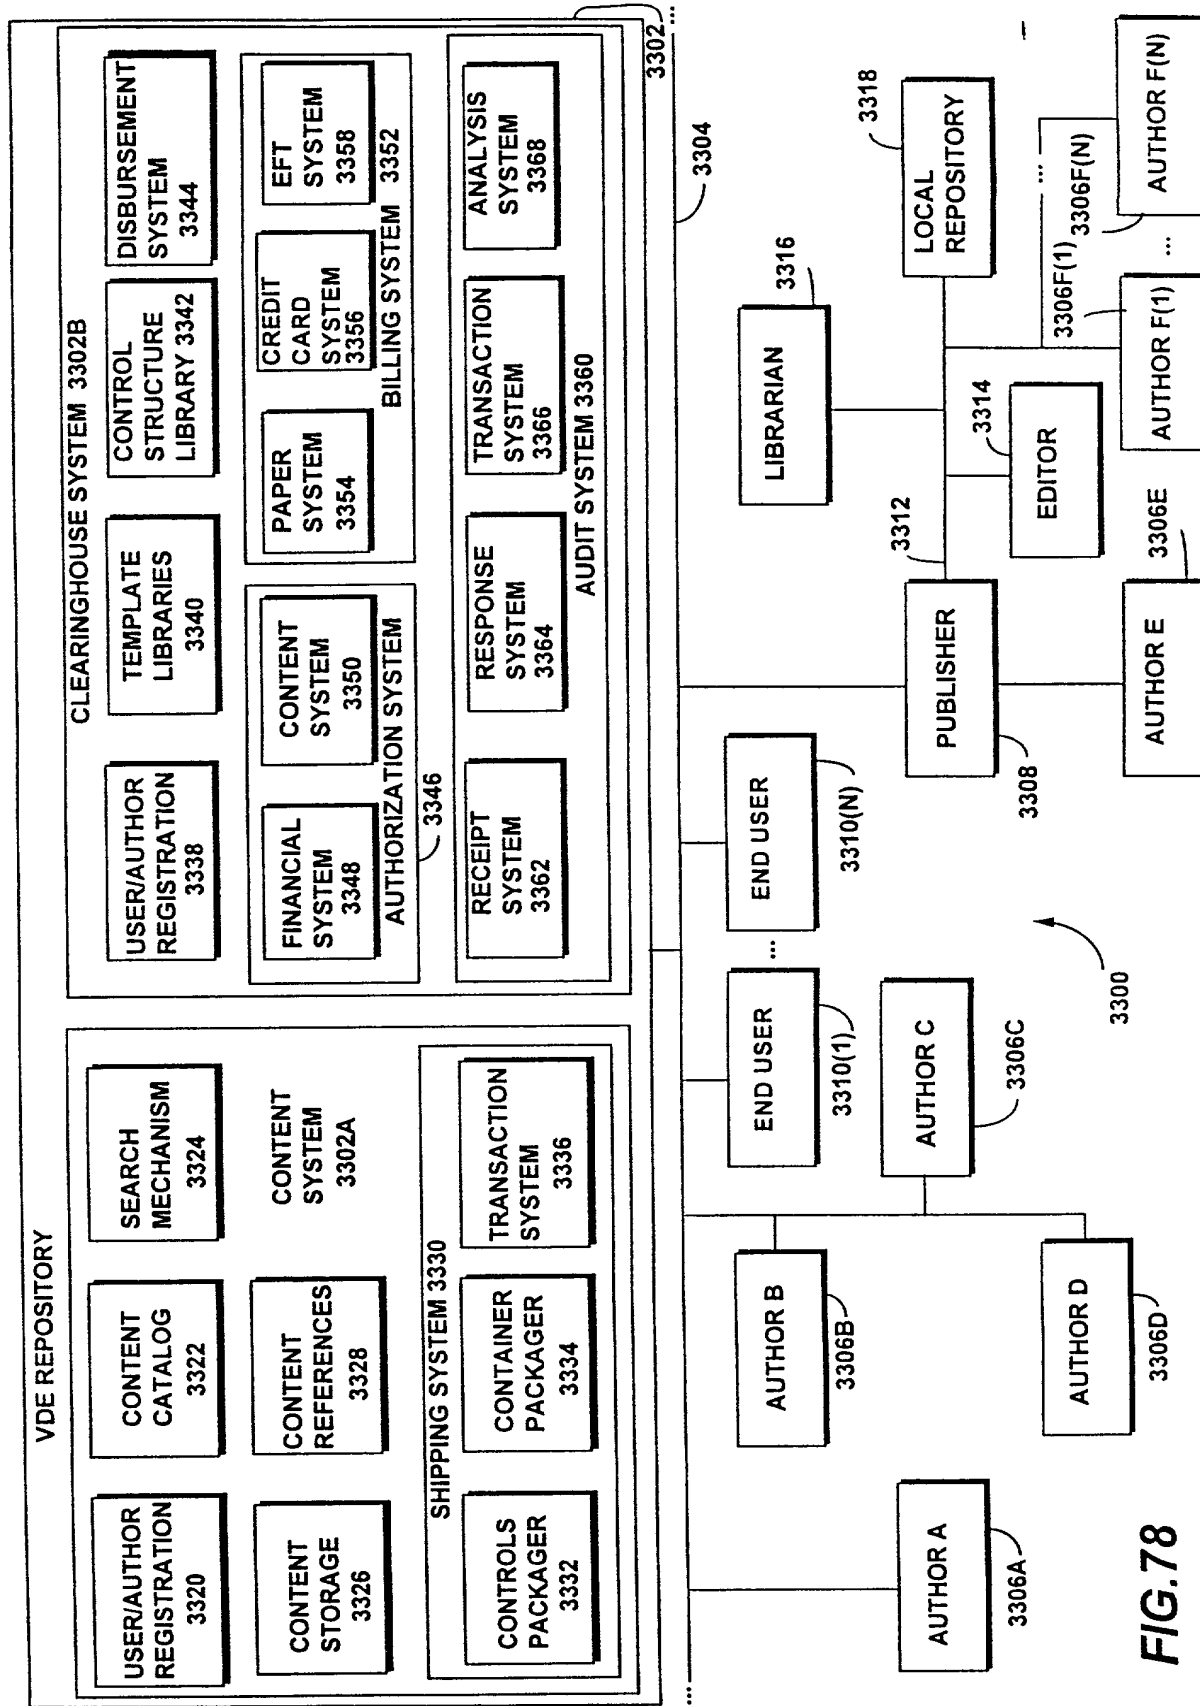 VDE REPOSITORY
USER/AUTHOR
REGISTRATION
3320
CONTENT
CATALOG
3322
SEARCH
MECHANISM
3324
CONTENT
STORAGE
3326
CONTENT
REFERENCES
3328
CONTENT
SYSTEM
3302A
SHIPPING SYSTEM 3330
CONTROLS
PACKAGER
3332
CONTAINER
PACKAGER
3334
TRANSACTION
SYSTEM
3336
CLEARINGHOUSE SYSTEM 3302B
USER/AUTHOR
REGISTRATION
3338
TEMPLATE
LIBRARIES
3340
CONTROL
STRUCTURE
LIBRARY 3342
DISBURSEMENT
SYSTEM
3344
FINANCIAL
SYSTEM
3348
CONTENT
SYSTEM
3350
AUTHORIZATION SYSTEM
3346
PAPER
SYSTEM
3354
CREDIT
CARD
SYSTEM
3356
EFT
SYSTEM
3358
BILLING SYSTEM 3352
RECEIPT
SYSTEM
3362
RESPONSE
SYSTEM
3364
TRANSACTION
SYSTEM
3366
ANALYSIS
SYSTEM
3368
AUDIT SYSTEM 3360
3302
...
...
3304
AUTHOR A
3306A
AUTHOR B
3306B
AUTHOR C
3306C
AUTHOR D
3306D
END USER
3310(1)
...
END USER
3310(N)
PUBLISHER
3308
3312
LIBRARIAN
3316
LOCAL
REPOSITORY
3318
EDITOR
3314
AUTHOR E
3306E
AUTHOR F(1)
3306F(1)
...
...
AUTHOR F(N)
3306F(N)
3300
FIG.78